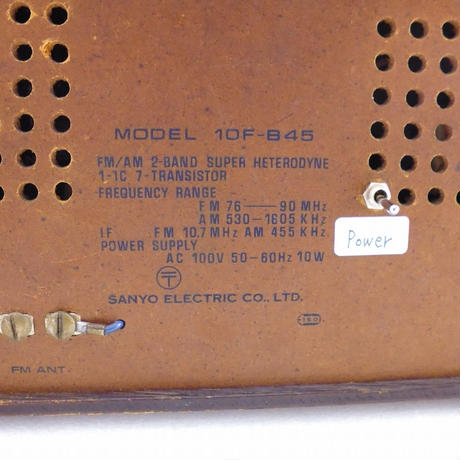 MODEL 10F-B45
FM/AM 2-BAND SUPER HETERODYNE
1-1C 7-TRANSISTOR
FREQUENCY RANGE
FM 76—90 MHz
AM 530—1605 KHz
I.F FM 10.7 MHz AM 455 KHz
POWER SUPPLY
AC 100V 50-60Hz 10W
〒
SANYO ELECTRIC CO., LTD.
Power
FM ANT.